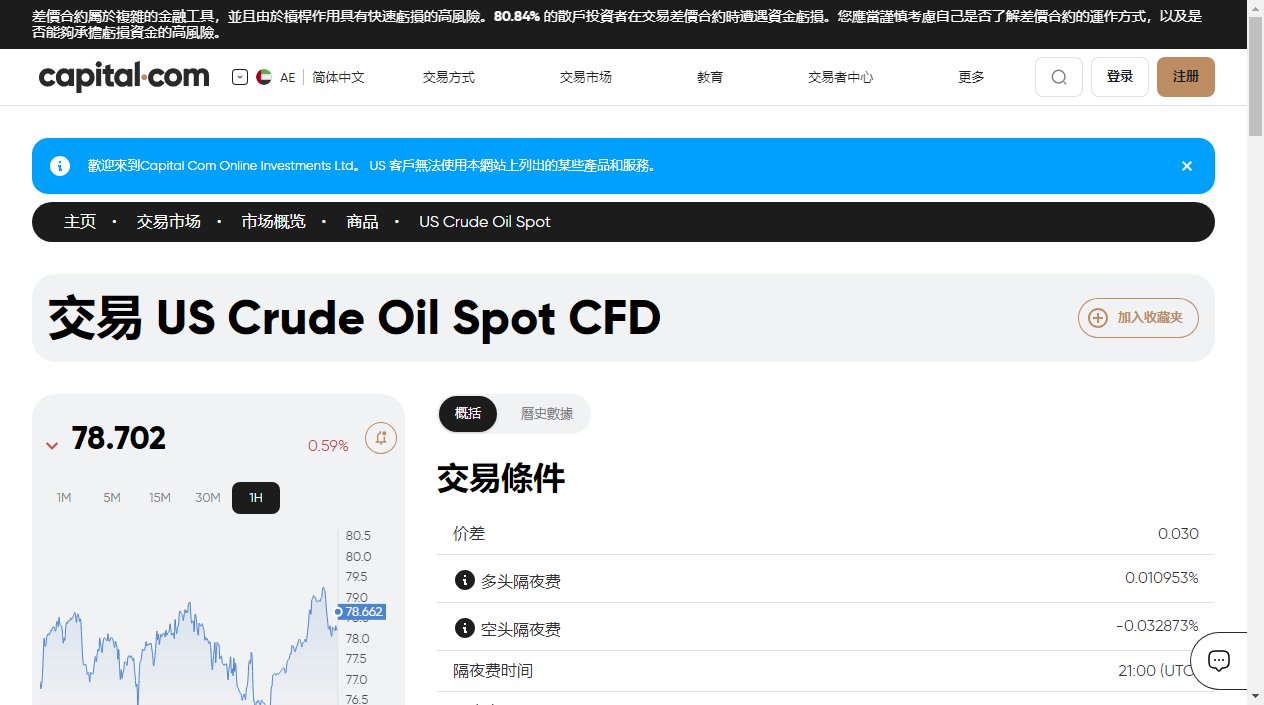 差價合約屬於複雜的金融工具，並且由於槓桿作用具有快速虧損的高風險。80.84% 的散戶投資者在交易差價合約時遭遇資金虧損。您應當謹慎考慮自己是否了解差價合約的運作方式，以及是
否能夠承擔虧損資金的高風險。
capital.com AE 简体中文 交易方式 交易市场 教育 交易者中心 更多 登录 注册
歡迎來到Capital Com Online Investments Ltd。 US 客戶無法使用本網站上列出的某些產品和服務。
主页 · 交易市场 · 市场概览 · 商品 · US Crude Oil Spot
交易 US Crude Oil Spot CFD
加入收藏夹
78.702 0.59%
1M 5M 15M 30M 1H
80.5
80.0
79.5
79.0
78.662
78.0
77.5
77.0
76.5
概括 曆史數據
交易條件
价差 0.030
多头隔夜费 0.010953%
空头隔夜费 -0.032873%
隔夜费时间 21:00 (UTC